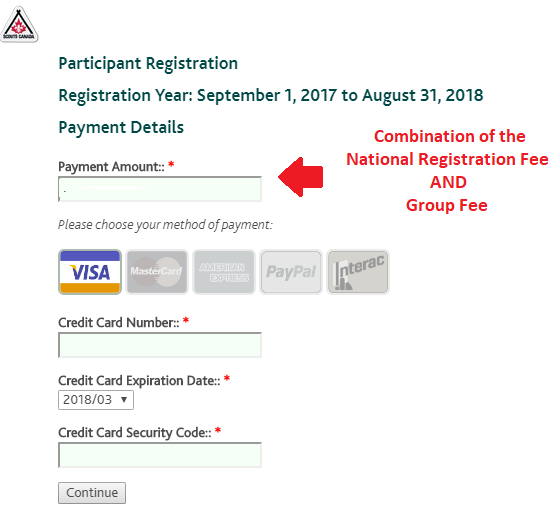 SCOUTS CANADA
Participant Registration
Registration Year: September 1, 2017 to August 31, 2018
Payment Details
Payment Amount:: *
.
Combination of the
National Registration Fee
AND
Group Fee
Please choose your method of payment:
VISA MasterCard AMERICAN EXPRESS PayPal Interac
Credit Card Number:: *
Credit Card Expiration Date:: *
2018/03 ▼
Credit Card Security Code:: *
Continue